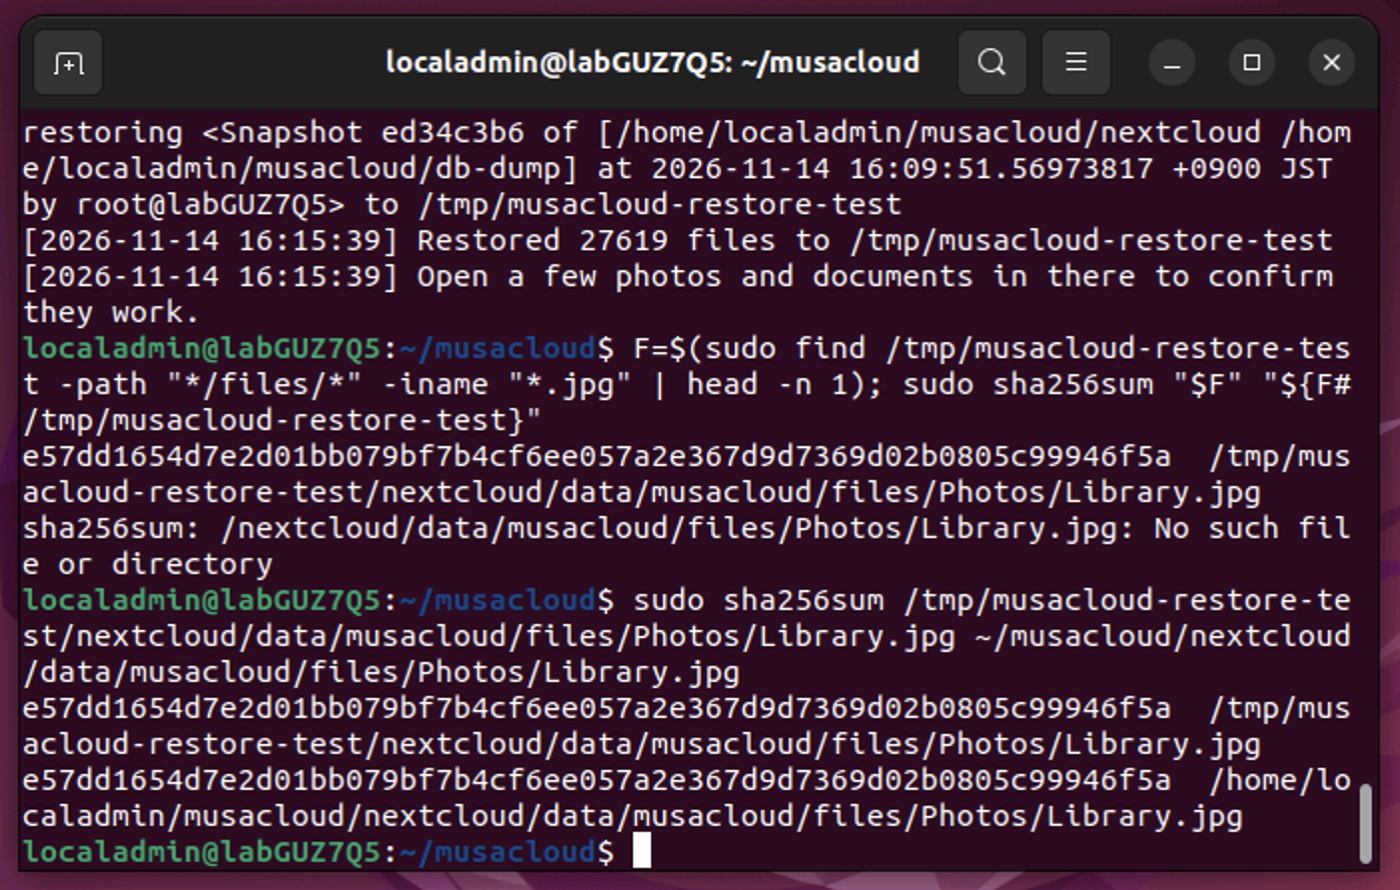 localadmin@labGUZ7Q5: ~/musacloud
restoring <Snapshot ed34c3b6 of [/home/localadmin/musacloud/nextcloud /hom
e/localadmin/musacloud/db-dump] at 2026-11-14 16:09:51.56973817 +0900 JST
by root@labGUZ7Q5> to /tmp/musacloud-restore-test
[2026-11-14 16:15:39] Restored 27619 files to /tmp/musacloud-restore-test
[2026-11-14 16:15:39] Open a few photos and documents in there to confirm
they work.
localadmin@labGUZ7Q5:~/musacloud$ F=$(sudo find /tmp/musacloud-restore-tes
t -path "*/files/*" -iname "*.jpg" | head -n 1); sudo sha256sum "$F" "${F#
/tmp/musacloud-restore-test}"
e57dd1654d7e2d01bb079bf7b4cf6ee057a2e367d9d7369d02b0805c99946f5a  /tmp/mus
acloud-restore-test/nextcloud/data/musacloud/files/Photos/Library.jpg
sha256sum: /nextcloud/data/musacloud/files/Photos/Library.jpg: No such fil
e or directory
localadmin@labGUZ7Q5:~/musacloud$ sudo sha256sum /tmp/musacloud-restore-te
st/nextcloud/data/musacloud/files/Photos/Library.jpg ~/musacloud/nextcloud
/data/musacloud/files/Photos/Library.jpg
e57dd1654d7e2d01bb079bf7b4cf6ee057a2e367d9d7369d02b0805c99946f5a  /tmp/mus
acloud-restore-test/nextcloud/data/musacloud/files/Photos/Library.jpg
e57dd1654d7e2d01bb079bf7b4cf6ee057a2e367d9d7369d02b0805c99946f5a  /home/lo
caladmin/musacloud/nextcloud/data/musacloud/files/Photos/Library.jpg
localadmin@labGUZ7Q5:~/musacloud$